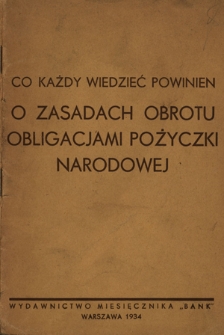 CO KAŻDY WIEDZIEĆ POWINIEN
O ZASADACH OBROTU
OBLIGACJAMI POŻYCZKI
NARODOWEJ
WYDAWNICTWO MIESIĘCZNIKA „BANK"
WARSZAWA 1934